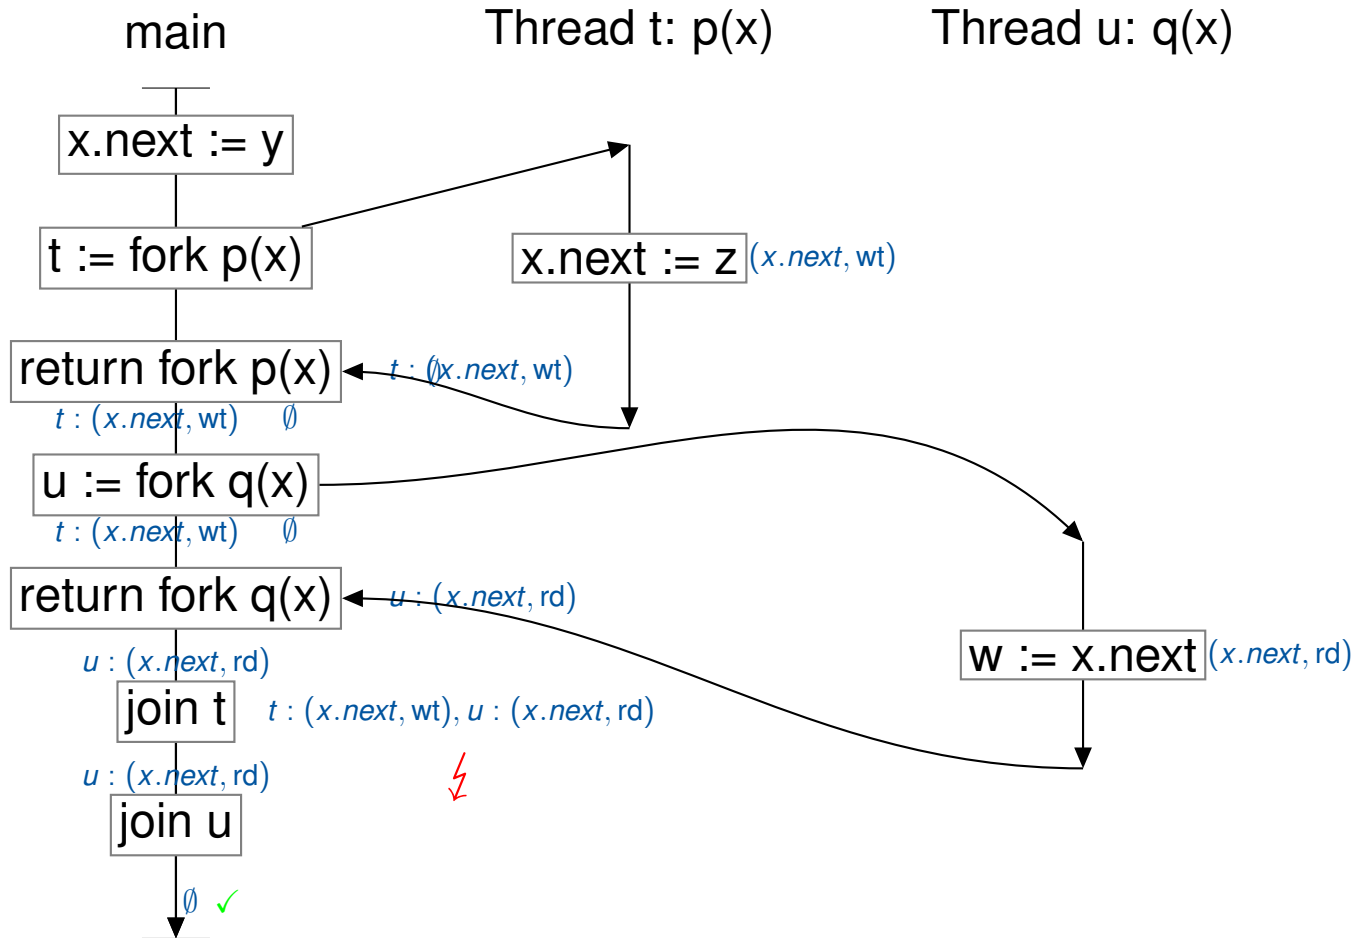 main Thread t: p(x) Thread u: q(x)
x.next := y
t := fork p(x)
x.next := z (x.next, wt)
return fork p(x) t : (∅x.next, wt)
t : (x.next, wt) ∅
u := fork q(x)
t : (x.next, wt) ∅
return fork q(x) u : (x.next, rd)
w := x.next (x.next, rd)
u : (x.next, rd)
join t t : (x.next, wt), u : (x.next, rd)
u : (x.next, rd)
join u
∅ ✓